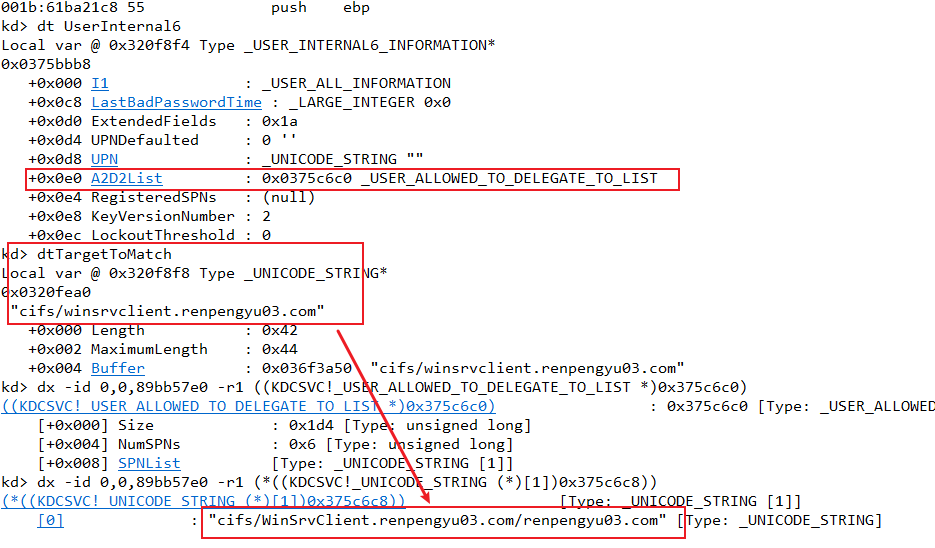 001b:61ba21c8 55              push    ebp
kd> dt UserInternal6
Local var @ 0x320f8f4 Type _USER_INTERNAL6_INFORMATION*
0x0375bbb8
   +0x000 I1               : _USER_ALL_INFORMATION
   +0x0c8 LastBadPasswordTime : _LARGE_INTEGER 0x0
   +0x0d0 ExtendedFields   : 0x1a
   +0x0d4 UPNDefaulted     : 0 ''
   +0x0d8 UPN              : _UNICODE_STRING ""
   +0x0e0 A2D2List         : 0x0375c6c0 _USER_ALLOWED_TO_DELEGATE_TO_LIST
   +0x0e4 RegisteredSPNs   : (null)
   +0x0e8 KeyVersionNumber : 2
   +0x0ec LockoutThreshold : 0
kd> dtTargetToMatch
Local var @ 0x320f8f8 Type _UNICODE_STRING*
0x0320fea0
 "cifs/winsrvclient.renpengyu03.com"
   +0x000 Length           : 0x42
   +0x002 MaximumLength    : 0x44
   +0x004 Buffer           : 0x036f3a50  "cifs/winsrvclient.renpengyu03.com"
kd> dx -id 0,0,89bb57e0 -r1 ((KDCSVC!_USER_ALLOWED_TO_DELEGATE_TO_LIST *)0x375c6c0)
((KDCSVC!_USER_ALLOWED_TO_DELEGATE_TO_LIST *)0x375c6c0)                 : 0x375c6c0 [Type: _USER_ALLOWED
    [+0x000] Size             : 0x1d4 [Type: unsigned long]
    [+0x004] NumSPNs          : 0x6 [Type: unsigned long]
    [+0x008] SPNList          [Type: _UNICODE_STRING [1]]
kd> dx -id 0,0,89bb57e0 -r1 (*((KDCSVC!_UNICODE_STRING (*)[1])0x375c6c8))
(*((KDCSVC!_UNICODE_STRING (*)[1])0x375c6c8))                 [Type: _UNICODE_STRING [1]]
    [0]              : "cifs/WinSrvClient.renpengyu03.com/renpengyu03.com" [Type: _UNICODE_STRING]